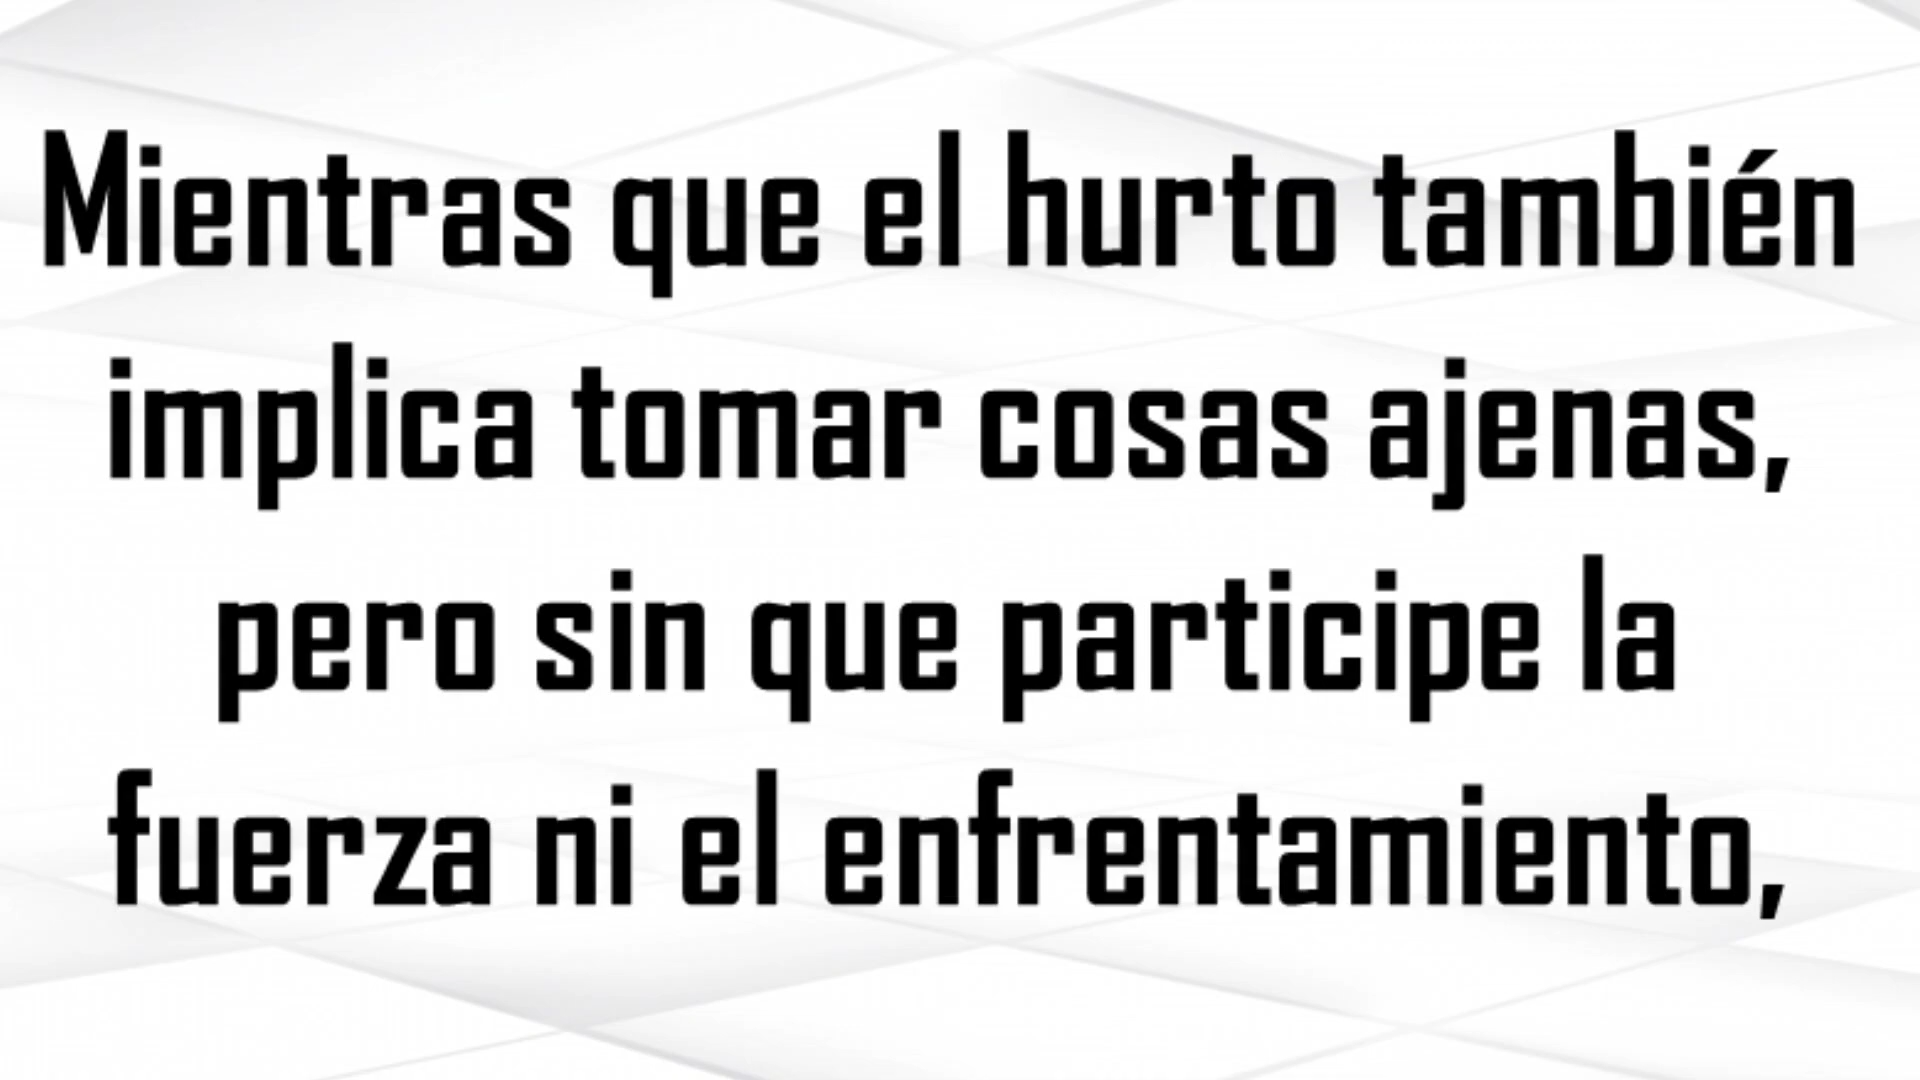 Mientras que el hurto también
implica tomar cosas ajenas,
pero sin que participe la
fuerza ni el enfrentamiento,